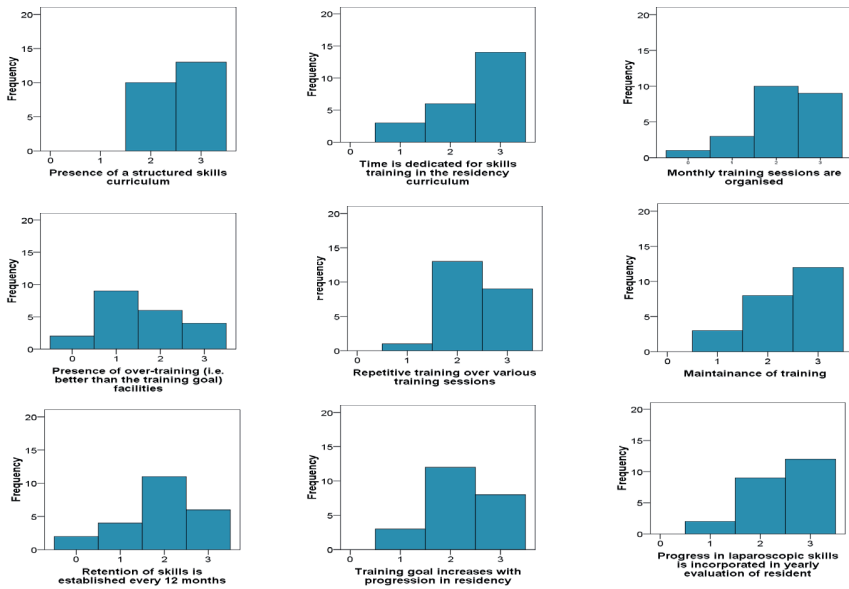 20
15
10
5
0
Frequency
0 1 2 3
Presence of a structured skills
curriculum
20
15
10
5
0
Frequency
0 1 2 3
Time is dedicated for skills
training in the residency
curriculum
20
15
10
5
0
Frequency
0 1 2 3
Monthly training sessions are
organised
20
15
10
5
0
Frequency
0 1 2 3
Presence of over-training (i.e.
better than the training goal)
facilities
20
15
10
5
0
Frequency
0 1 2 3
Repetitive training over various
training sessions
20
15
10
5
0
Frequency
0 1 2 3
Maintainance of training
20
15
10
5
0
Frequency
0 1 2 3
Retention of skills is
established every 12 months
20
15
10
5
0
Frequency
0 1 2 3
Training goal increases with
progression in residency
20
15
10
5
0
Frequency
0 1 2 3
Progress in laparoscopic skills
is incorporated in yearly
evaluation of resident